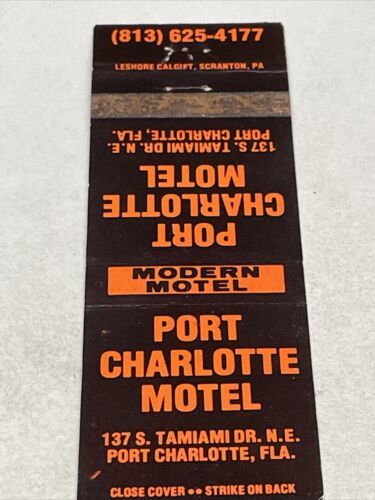 (813) 625-4177
LESHORE CALGIFT, SCRANTON, PA
PORT
CHARLOTTE
MOTEL
137 S. TAMIAMI DR. N.E.
PORT CHARLOTTE, FLA.
MODERN
MOTEL
PORT
CHARLOTTE
MOTEL
137 S. TAMIAMI DR. N.E.
PORT CHARLOTTE, FLA.
CLOSE COVER •• STRIKE ON BACK